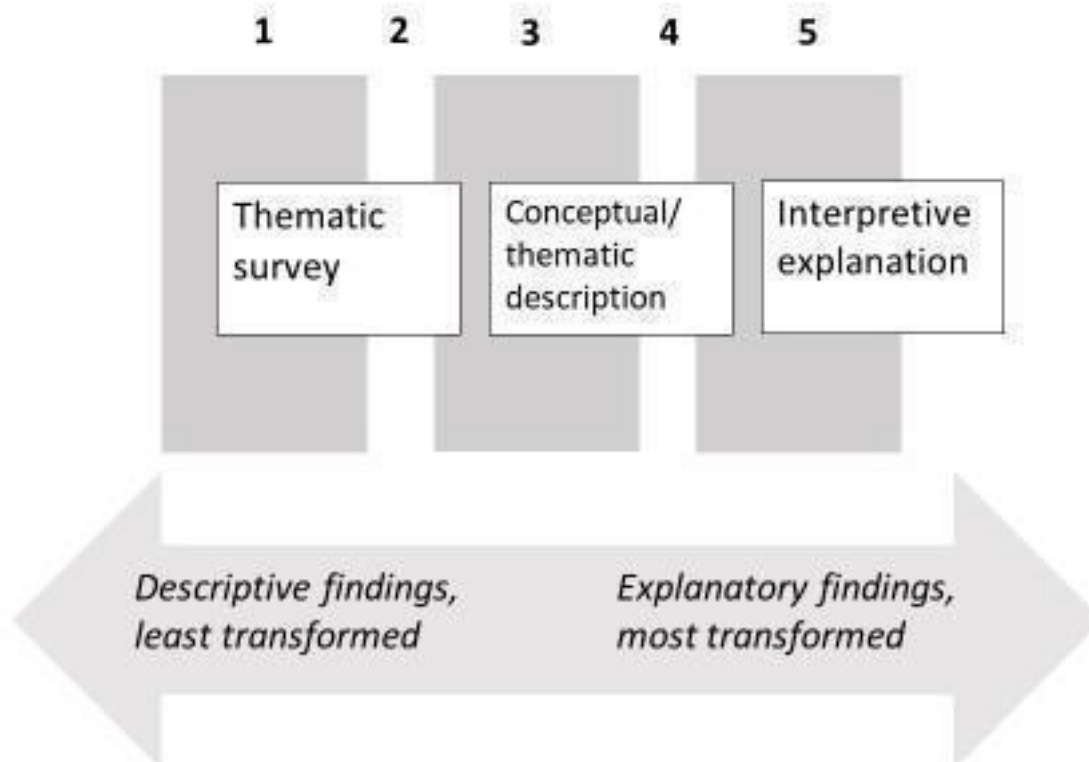 1 2 3 4 5
Thematic
survey
Conceptual/
thematic
description
Interpretive
explanation
Descriptive findings,
least transformed
Explanatory findings,
most transformed